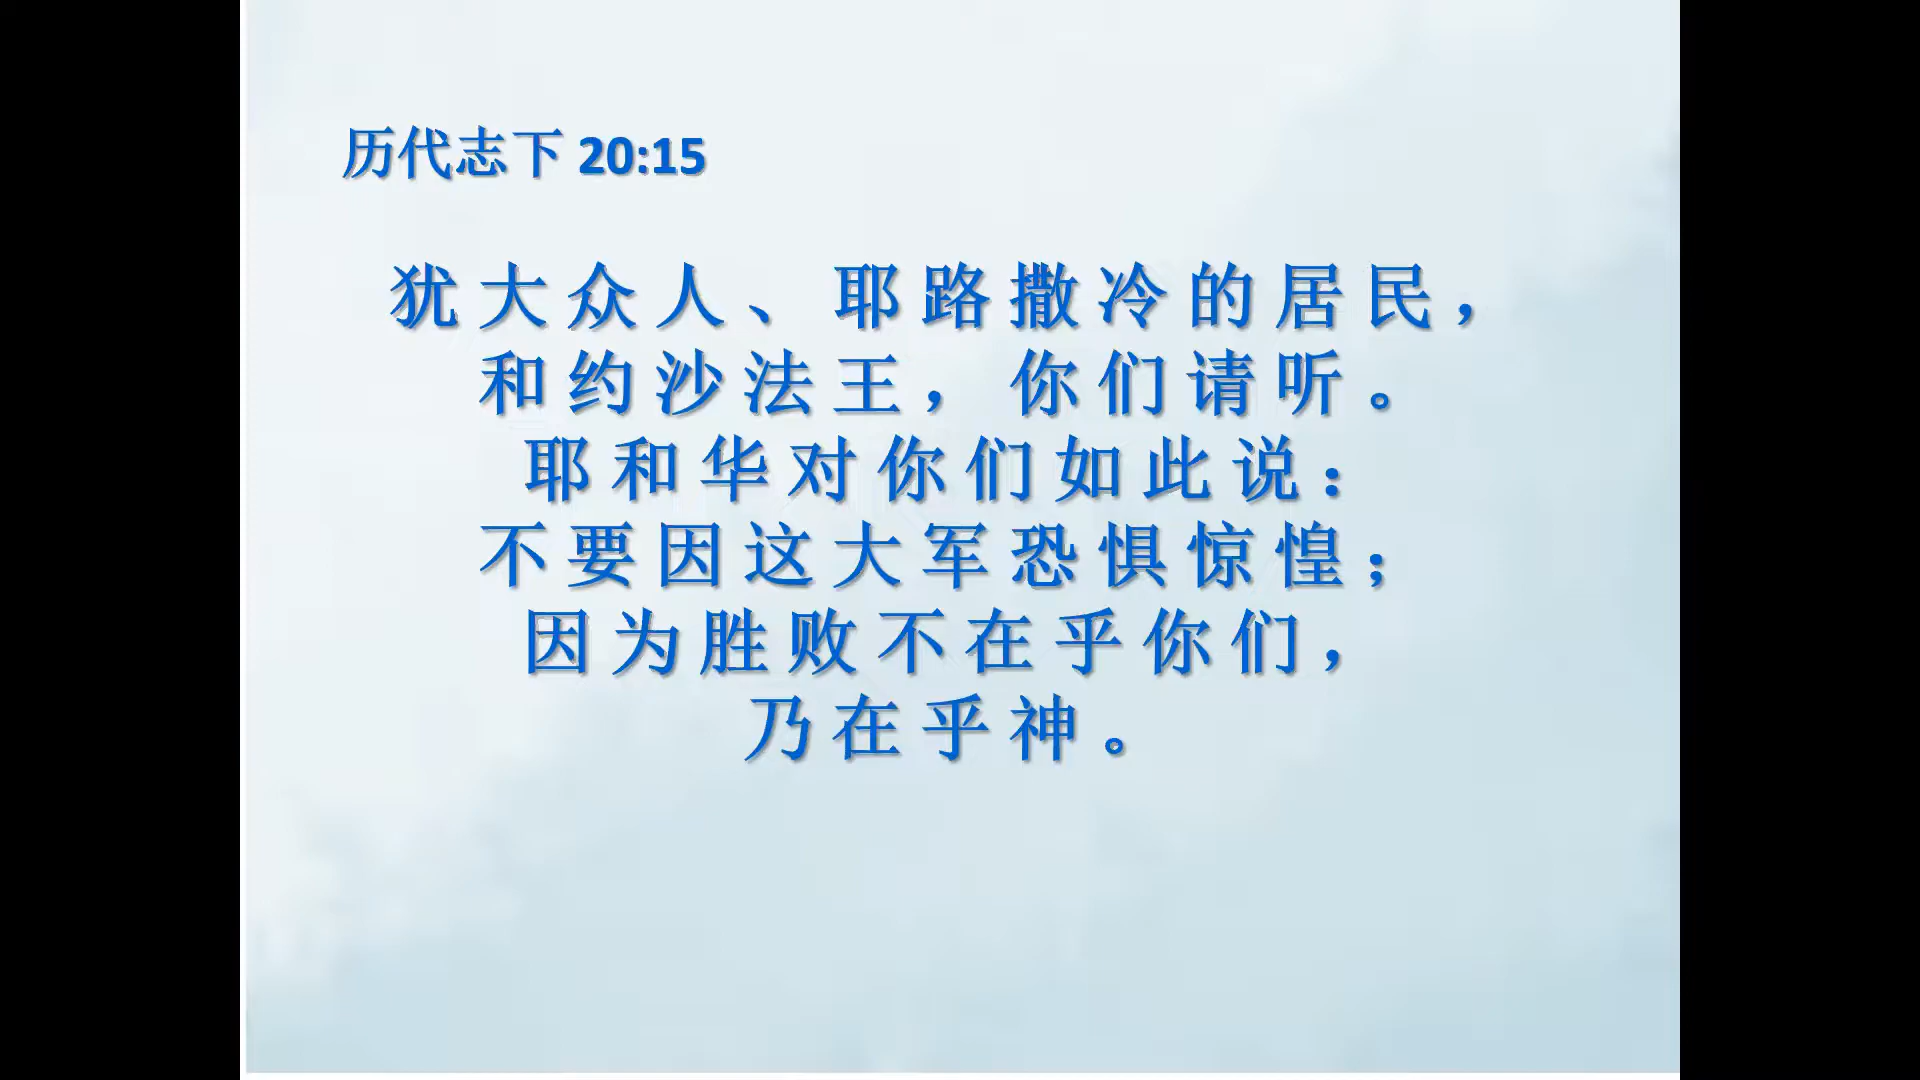 历代志下 20:15
犹大众人、耶路撒冷的居民，
和约沙法王，你们请听。
耶和华对你们如此说：
不要因这大军恐惧惊惶；
因为胜败不在乎你们，
乃在乎神。